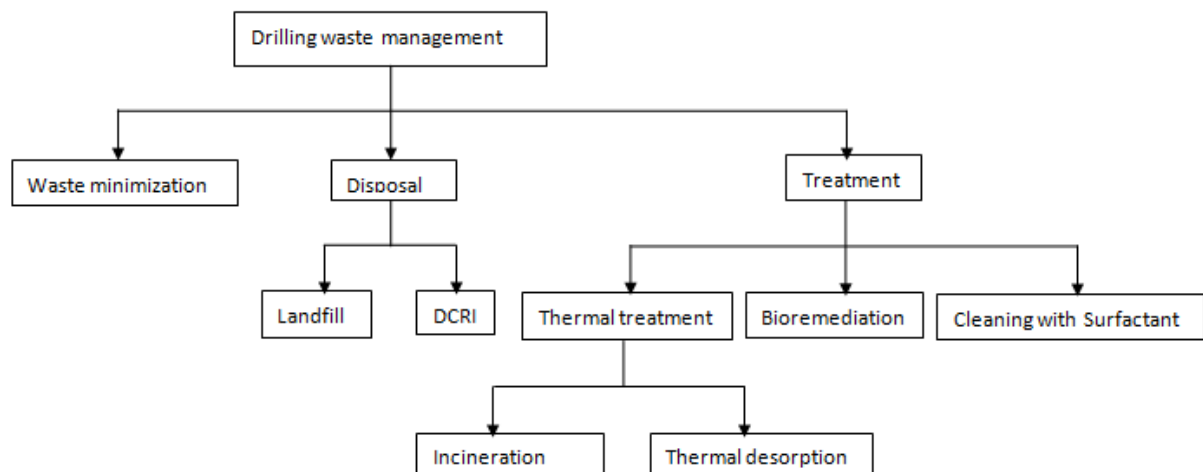 Drilling waste management
Waste minimization
Disposal
Treatment
Landfill
DCRI
Thermal treatment
Bioremediation
Cleaning with Surfactant
Incineration
Thermal desorption